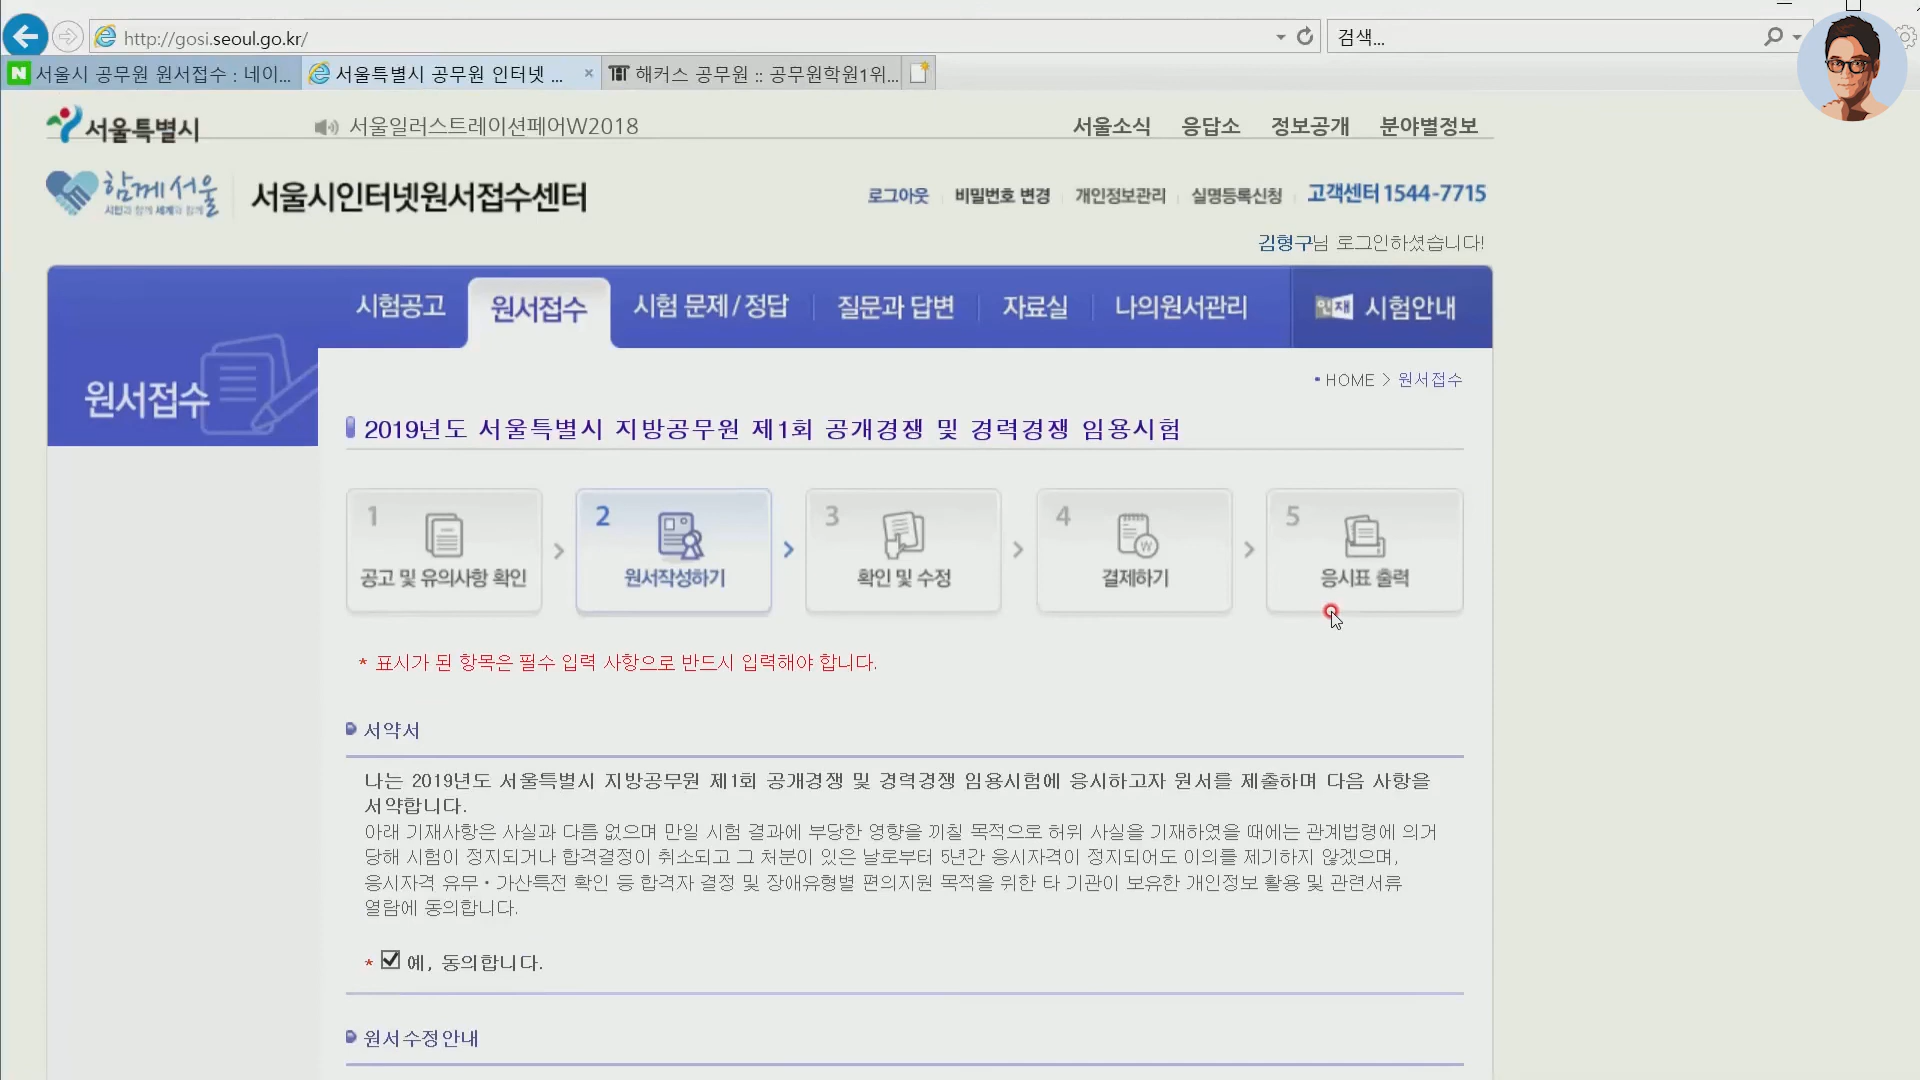 http://gosi.seoul.go.kr/
검색...
서울시 공무원 원서접수 : 네이...
서울특별시 공무원 인터넷 ...
해커스 공무원 :: 공무원학원1위...
서울특별시
서울일러스트레이션페어W2018
서울소식 응답소 정보공개 분야별정보
함께서울
시민과 함께 세계와 함께
서울시인터넷원서접수센터
로그아웃 비밀번호 변경 개인정보관리 실명등록신청 고객센터 1544-7715
김형구님 로그인하셨습니다!
시험공고 원서접수 시험 문제/정답 질문과 답변 자료실 나의원서관리 인재 시험안내
원서접수
HOME > 원서접수
2019년도 서울특별시 지방공무원 제1회 공개경쟁 및 경력경쟁 임용시험
1 공고 및 유의사항 확인
2 원서작성하기
3 확인 및 수정
4 결제하기
5 응시표 출력
* 표시가 된 항목은 필수 입력 사항으로 반드시 입력해야 합니다.
서약서
나는 2019년도 서울특별시 지방공무원 제1회 공개경쟁 및 경력경쟁 임용시험에 응시하고자 원서를 제출하며 다음 사항을
서약합니다.
아래 기재사항은 사실과 다름 없으며 만일 시험 결과에 부당한 영향을 끼칠 목적으로 허위 사실을 기재하였을 때에는 관계법령에 의거
당해 시험이 정지되거나 합격결정이 취소되고 그 처분이 있은 날로부터 5년간 응시자격이 정지되어도 이의를 제기하지 않겠으며,
응시자격 유무·가산특전 확인 등 합격자 결정 및 장애유형별 편의지원 목적을 위한 타 기관이 보유한 개인정보 활용 및 관련서류
열람에 동의합니다.
* 예, 동의합니다.
원서수정안내